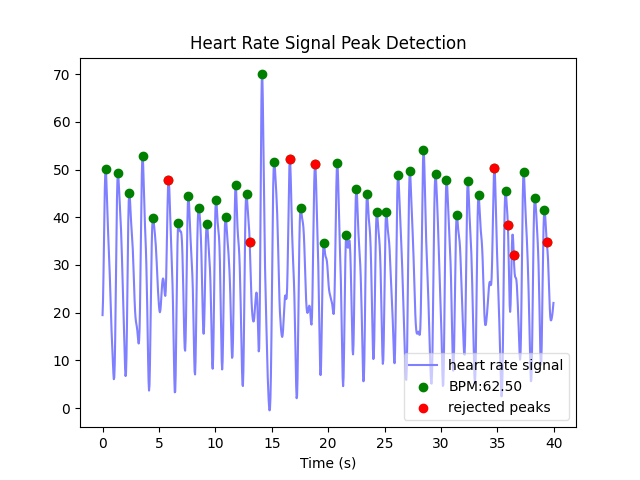 Heart Rate Signal Peak Detection
70
60
50
40
30
20
10
0
heart rate signal
BPM:62.50
rejected peaks
0 5 10 15 20 25 30 35 40
Time (s)